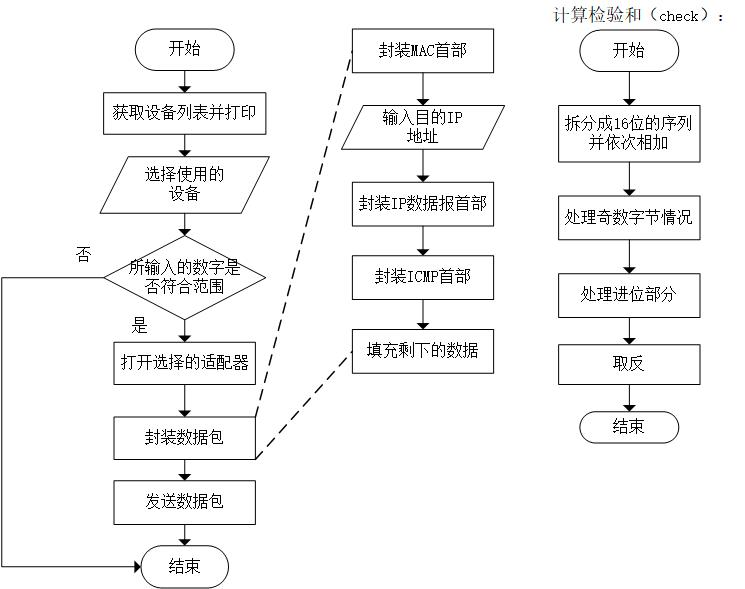 开始
获取设备列表并打印
选择使用的
设备
所输入的数字是
否符合范围
否
是
打开选择的适配器
封装数据包
发送数据包
结束
封装MAC首部
输入目的IP
地址
封装IP数据报首部
封装ICMP首部
填充剩下的数据
计算检验和（check）：
开始
拆分成16位的序列
并依次相加
处理奇数字节情况
处理进位部分
取反
结束